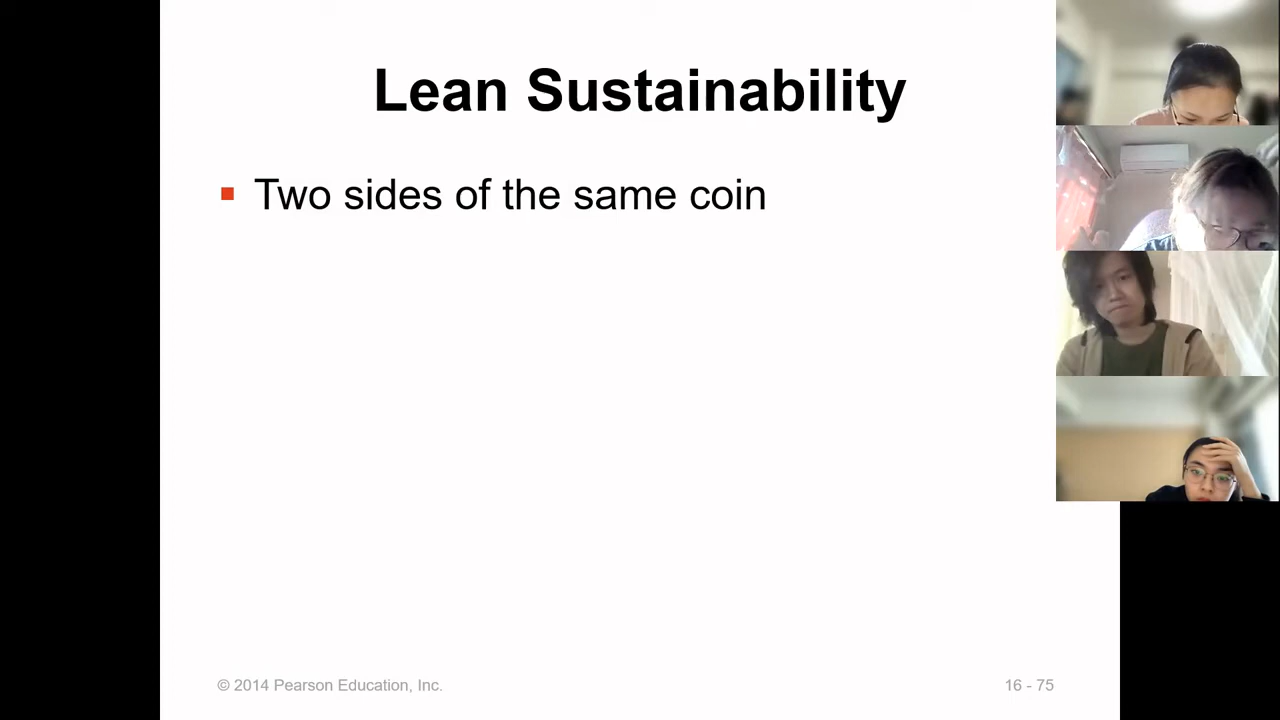 Lean Sustainability
Two sides of the same coin
© 2014 Pearson Education, Inc.
16 - 75